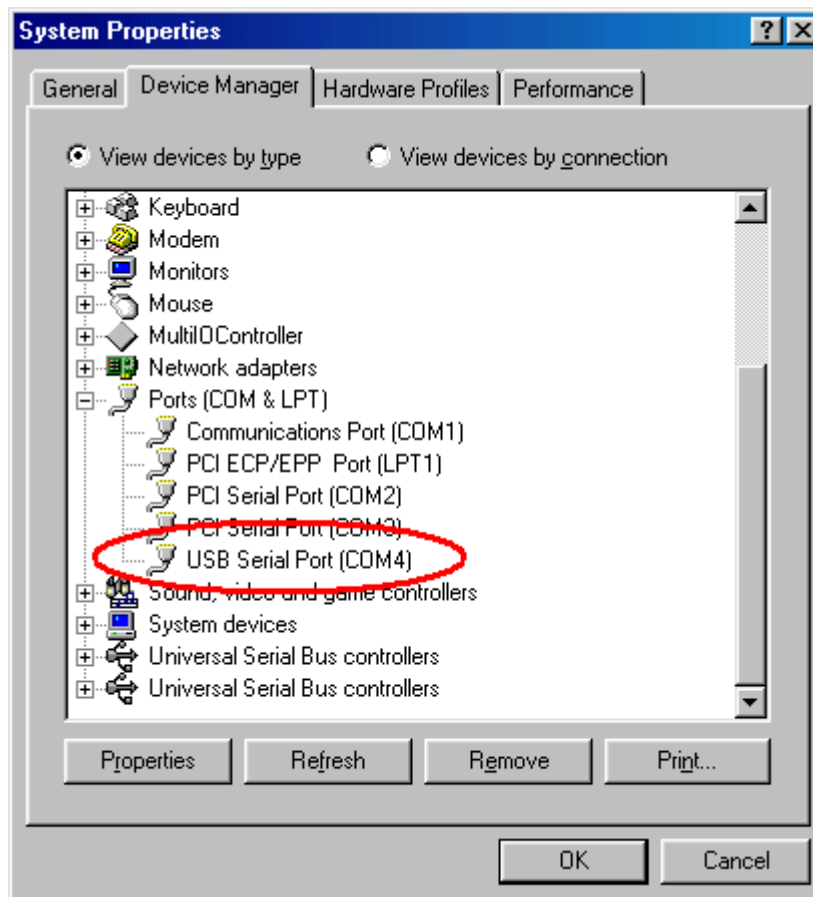 System Properties
General Device Manager Hardware Profiles Performance
View devices by type View devices by connection
Keyboard
Modem
Monitors
Mouse
MultiIOController
Network adapters
Ports (COM & LPT)
Communications Port (COM1)
PCI ECP/EPP Port (LPT1)
PCI Serial Port (COM2)
PCI Serial Port (COM3)
USB Serial Port (COM4)
Sound, video and game controllers
System devices
Universal Serial Bus controllers
Universal Serial Bus controllers
Properties Refresh Remove Print...
OK Cancel